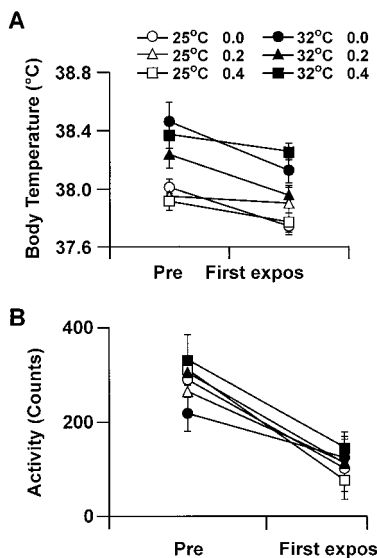 A
25°C 0.0 32°C 0.0
25°C 0.2 32°C 0.2
25°C 0.4 32°C 0.4
Body Temperature (°C)
38.8
38.4
38.0
37.6
Pre First expos
B
Activity (Counts)
400
200
0
Pre First expos